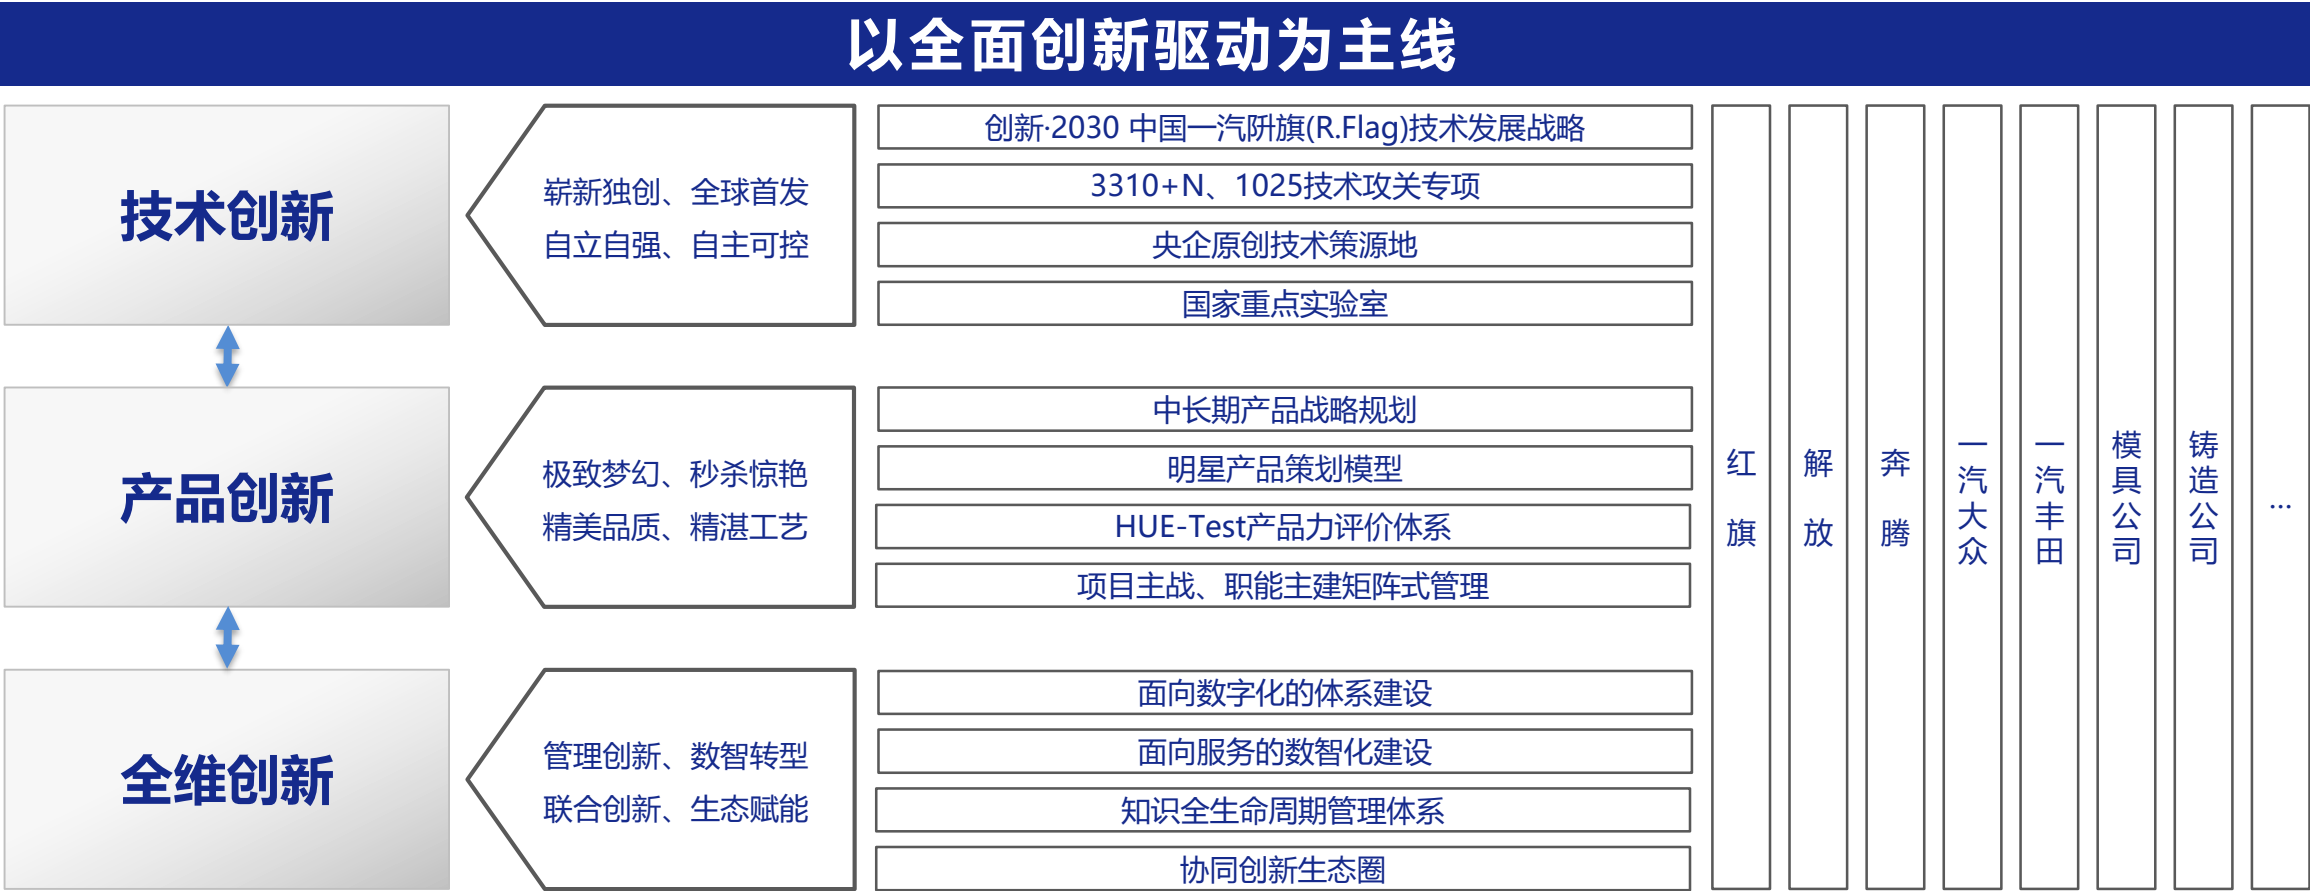 以全面创新驱动为主线
技术创新
崭新独创、全球首发
自立自强、自主可控
创新·2030 中国一汽阩旗(R.Flag)技术发展战略
3310+N、1025技术攻关专项
央企原创技术策源地
国家重点实验室
产品创新
极致梦幻、秒杀惊艳
精美品质、精湛工艺
中长期产品战略规划
明星产品策划模型
HUE-Test产品力评价体系
项目主战、职能主建矩阵式管理
全维创新
管理创新、数智转型
联合创新、生态赋能
面向数字化的体系建设
面向服务的数智化建设
知识全生命周期管理体系
协同创新生态圈
红旗
解放
奔腾
一汽大众
一汽丰田
模具公司
铸造公司
...